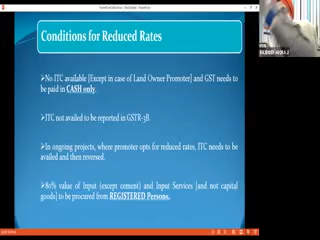 Conditions for Reduced Rates
➢No ITC available [Except in case of Land Owner Promoter] and GST needs to
be paid in CASH only.
➢ITC not availed to be reported in GSTR-3B.
➢In ongoing projects, where promoter opts for reduced rates, ITC needs to be
availed and then reversed.
➢80% value of Input (except cement) and Input Services [and not capital
goods] to be procured from REGISTERED Persons.